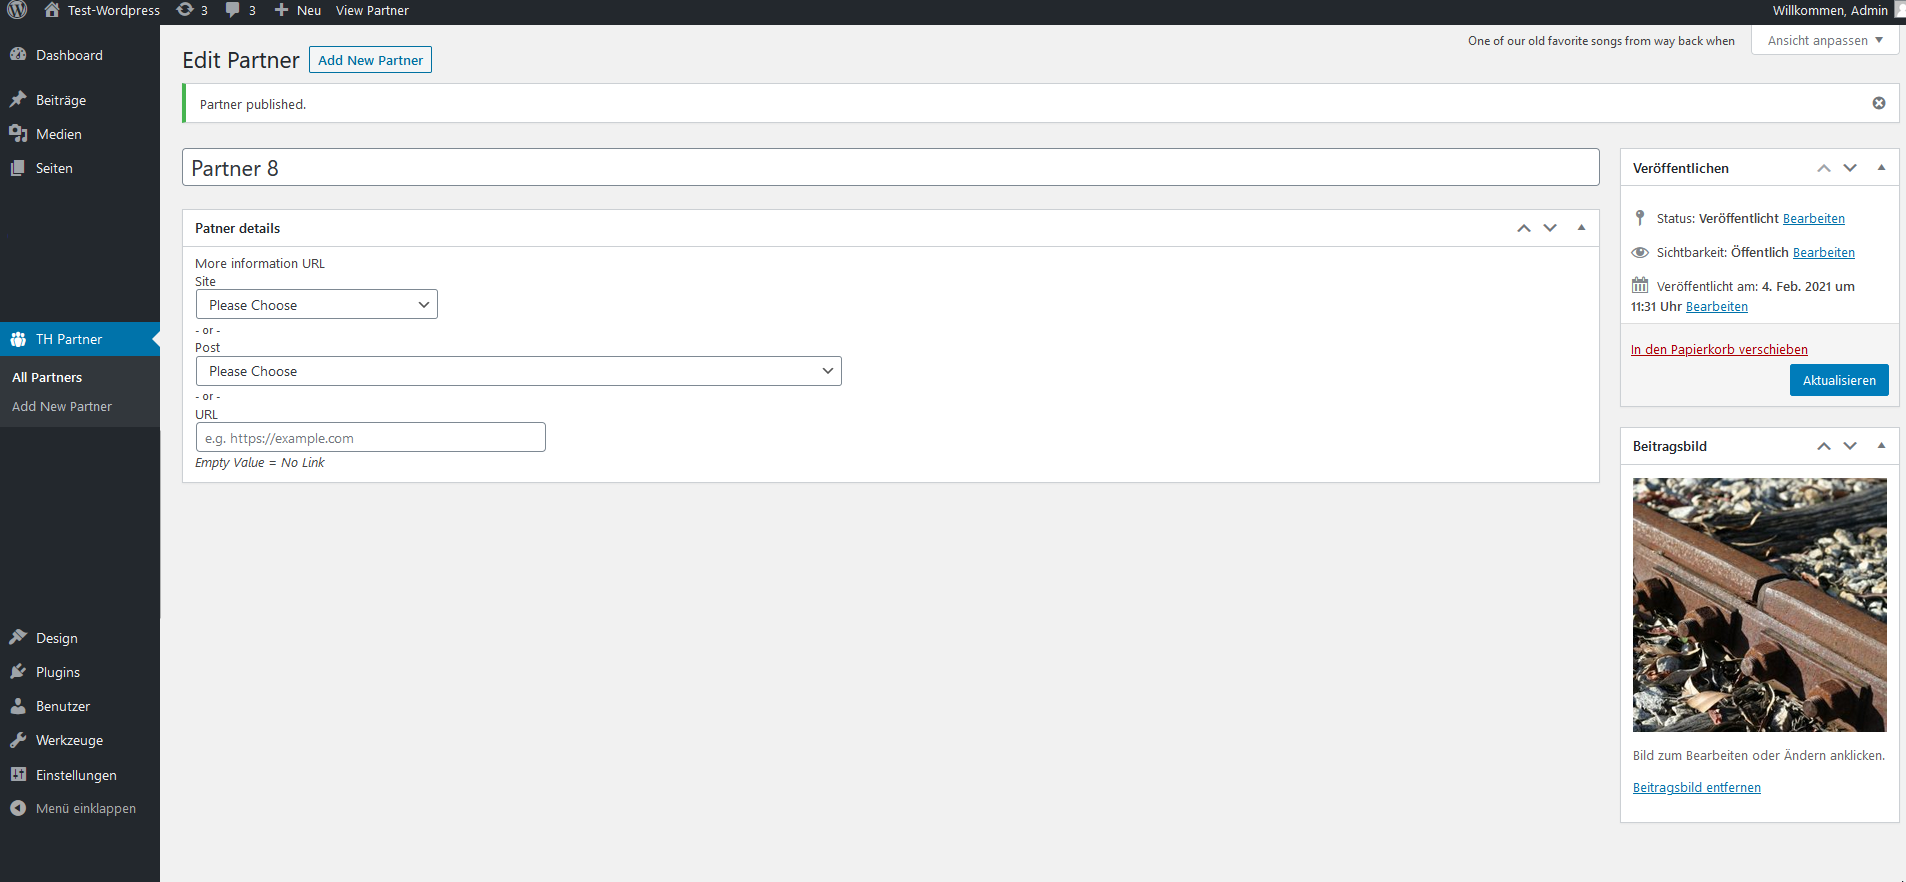 Test-Wordpress 3 3 Neu View Partner Willkommen, Admin
Dashboard
Beiträge
Medien
Seiten
TH Partner
All Partners
Add New Partner
Design
Plugins
Benutzer
Werkzeuge
Einstellungen
Menü einklappen
One of our old favorite songs from way back when
Ansicht anpassen
Edit Partner Add New Partner
Partner published.
Partner 8
Patner details
More information URL
Site
Please Choose
- or -
Post
Please Choose
- or -
URL
e.g. https://example.com
Empty Value = No Link
Veröffentlichen
Status: Veröffentlicht Bearbeiten
Sichtbarkeit: Öffentlich Bearbeiten
Veröffentlicht am: 4. Feb. 2021 um
11:31 Uhr Bearbeiten
In den Papierkorb verschieben
Aktualisieren
Beitragsbild
Bild zum Bearbeiten oder Ändern anklicken.
Beitragsbild entfernen